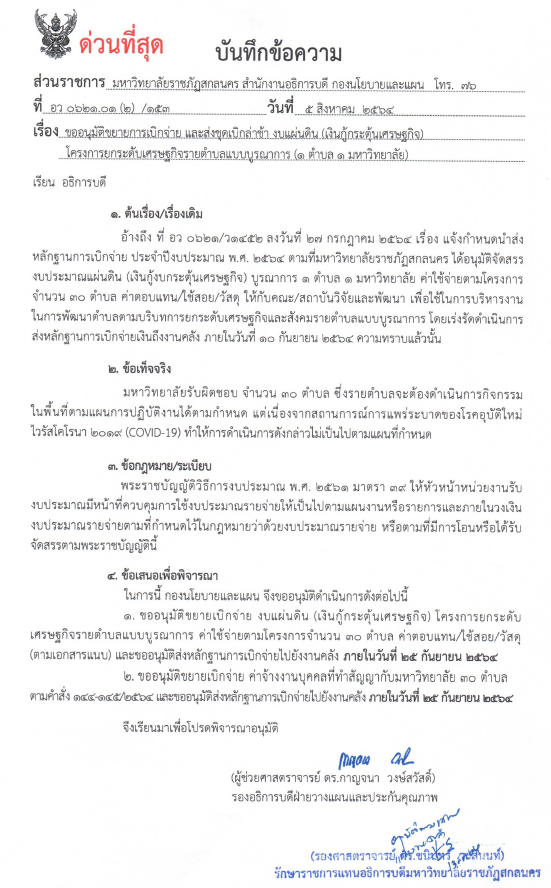 ด่วนที่สุด
บันทึกข้อความ
ส่วนราชการ มหาวิทยาลัยราชภัฏสกลนคร สำนักงานอธิการบดี กองนโยบายและแผน โทร. ๗๖
ที่ อว ๐๖๒๑.๐๑ (๒) /๑๕๓ วันที่ ๕ สิงหาคม ๒๕๖๔
เรื่อง ขออนุมัติขยายการเบิกจ่าย และส่งชุดเบิกล่าช้า งบแผ่นดิน (เงินกู้กระตุ้นเศรษฐกิจ)
โครงการยกระดับเศรษฐกิจรายตำบลแบบบูรณาการ (๑ ตำบล ๑ มหาวิทยาลัย)
เรียน อธิการบดี
๑. ต้นเรื่อง/เรื่องเดิม
อ้างถึง ที่ อว ๐๖๒๑/ว๑๔๕๒ ลงวันที่ ๒๗ กรกฎาคม ๒๕๖๔ เรื่อง แจ้งกำหนดนำส่ง
หลักฐานการเบิกจ่าย ประจำปีงบประมาณ พ.ศ. ๒๕๖๔ ตามที่มหาวิทยาลัยราชภัฏสกลนคร ได้อนุมัติจัดสรร
งบประมาณแผ่นดิน (เงินกู้งบกระตุ้นเศรษฐกิจ) บูรณาการ ๑ ตำบล ๑ มหาวิทยาลัย ค่าใช้จ่ายตามโครงการ
จำนวน ๓๐ ตำบล ค่าตอบแทน/ใช้สอย/วัสดุ ให้กับคณะ/สถาบันวิจัยและพัฒนา เพื่อใช้ในการบริหารงาน
ในการพัฒนาตำบลตามบริบทการยกระดับเศรษฐกิจและสังคมรายตำบลแบบบูรณาการ โดยเร่งรัดดำเนินการ
ส่งหลักฐานการเบิกจ่ายเงินถึงงานคลัง ภายในวันที่ ๑๐ กันยายน ๒๕๖๔ ความทราบแล้วนั้น
๒. ข้อเท็จจริง
มหาวิทยาลัยรับผิดชอบ จำนวน ๓๐ ตำบล ซึ่งรายตำบลจะต้องดำเนินการกิจกรรม
ในพื้นที่ตามแผนการปฏิบัติงานได้ตามกำหนด แต่เนื่องจากสถานการณ์การแพร่ระบาดของโรคอุบัติใหม่
ไวรัสโคโรนา ๒๐๑๙ (COVID-19) ทำให้การดำเนินการดังกล่าวไม่เป็นไปตามแผนที่กำหนด
๓. ข้อกฎหมาย/ระเบียบ
พระราชบัญญัติวิธีการงบประมาณ พ.ศ. ๒๕๖๑ มาตรา ๓๙ ให้หัวหน้าหน่วยงานรับ
งบประมาณมีหน้าที่ควบคุมการใช้งบประมาณรายจ่ายให้เป็นไปตามแผนงานหรือรายการและภายในวงเงิน
งบประมาณรายจ่ายตามที่กำหนดไว้ในกฎหมายว่าด้วยงบประมาณรายจ่าย หรือตามที่มีการโอนหรือได้รับ
จัดสรรตามพระราชบัญญัตินี้
๔. ข้อเสนอเพื่อพิจารณา
ในการนี้ กองนโยบายและแผน จึงขออนุมัติดำเนินการดังต่อไปนี้
๑. ขออนุมัติขยายเบิกจ่าย งบแผ่นดิน (เงินกู้กระตุ้นเศรษฐกิจ) โครงการยกระดับ
เศรษฐกิจรายตำบลแบบบูรณาการ ค่าใช้จ่ายตามโครงการจำนวน ๓๐ ตำบล ค่าตอบแทน/ใช้สอย/วัสดุ
(ตามเอกสารแนบ) และขออนุมัติส่งหลักฐานการเบิกจ่ายไปยังงานคลัง ภายในวันที่ ๒๕ กันยายน ๒๕๖๔
๒. ขออนุมัติขยายเบิกจ่าย ค่าจ้างงานบุคคลที่ทำสัญญากับมหาวิทยาลัย ๓๐ ตำบล
ตามคำสั่ง ๑๔๔-๑๔๕/๒๕๖๔ และขออนุมัติส่งหลักฐานการเบิกจ่ายไปยังงานคลัง ภายในวันที่ ๒๕ กันยายน ๒๕๖๔
จึงเรียนมาเพื่อโปรดพิจารณาอนุมัติ
(ผู้ช่วยศาสตราจารย์ ดร.กาญจนา วงษ์สวัสดิ์)
รองอธิการบดีฝ่ายวางแผนและประกันคุณภาพ
(รองศาสตราจารย์
รักษาราชการแทนอธิการบดีมหาวิทยาลัยราชภัฏสกลนคร